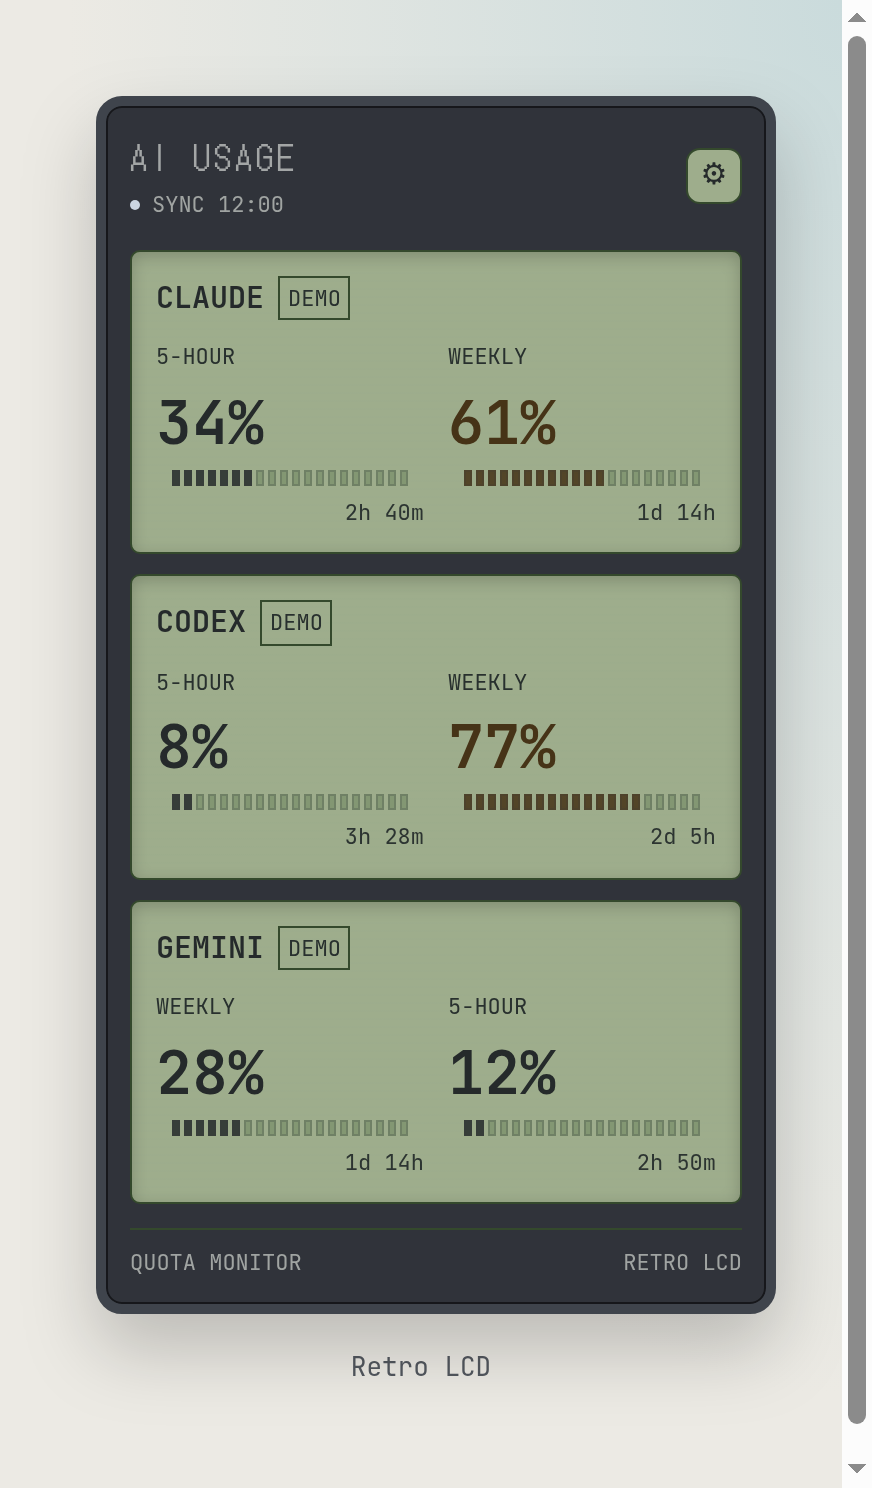 AI USAGE
SYNC 12:00
CLAUDE DEMO
5-HOUR WEEKLY
34% 61%
2h 40m 1d 14h
CODEX DEMO
5-HOUR WEEKLY
8% 77%
3h 28m 2d 5h
GEMINI DEMO
WEEKLY 5-HOUR
28% 12%
1d 14h 2h 50m
QUOTA MONITOR RETRO LCD
Retro LCD